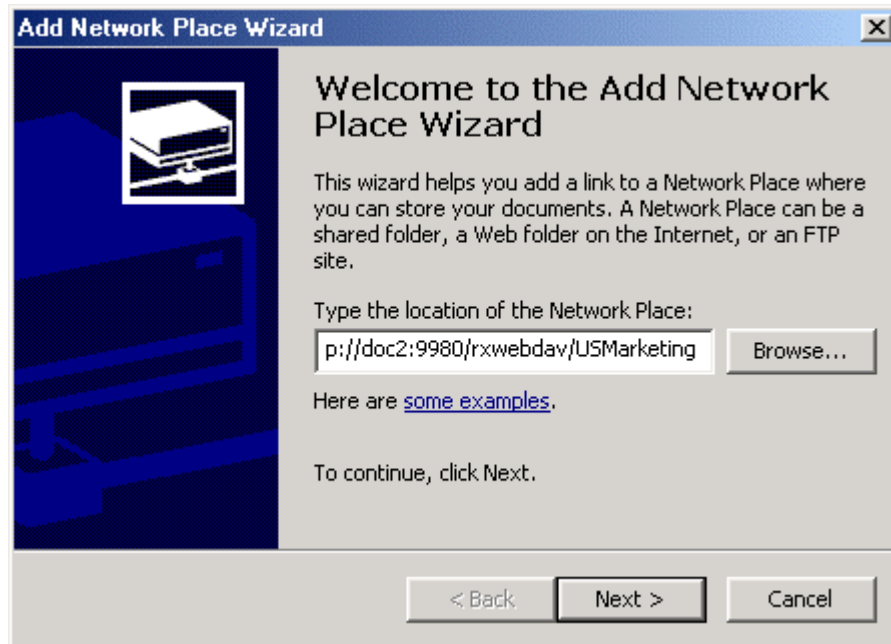 Add Network Place Wizard
Welcome to the Add Network
Place Wizard
This wizard helps you add a link to a Network Place where
you can store your documents. A Network Place can be a
shared folder, a Web folder on the Internet, or an FTP
site.
Type the location of the Network Place:
p://doc2:9980/rxwebdav/USMarketing
Browse...
Here are some examples.
To continue, click Next.
< Back
Next >
Cancel